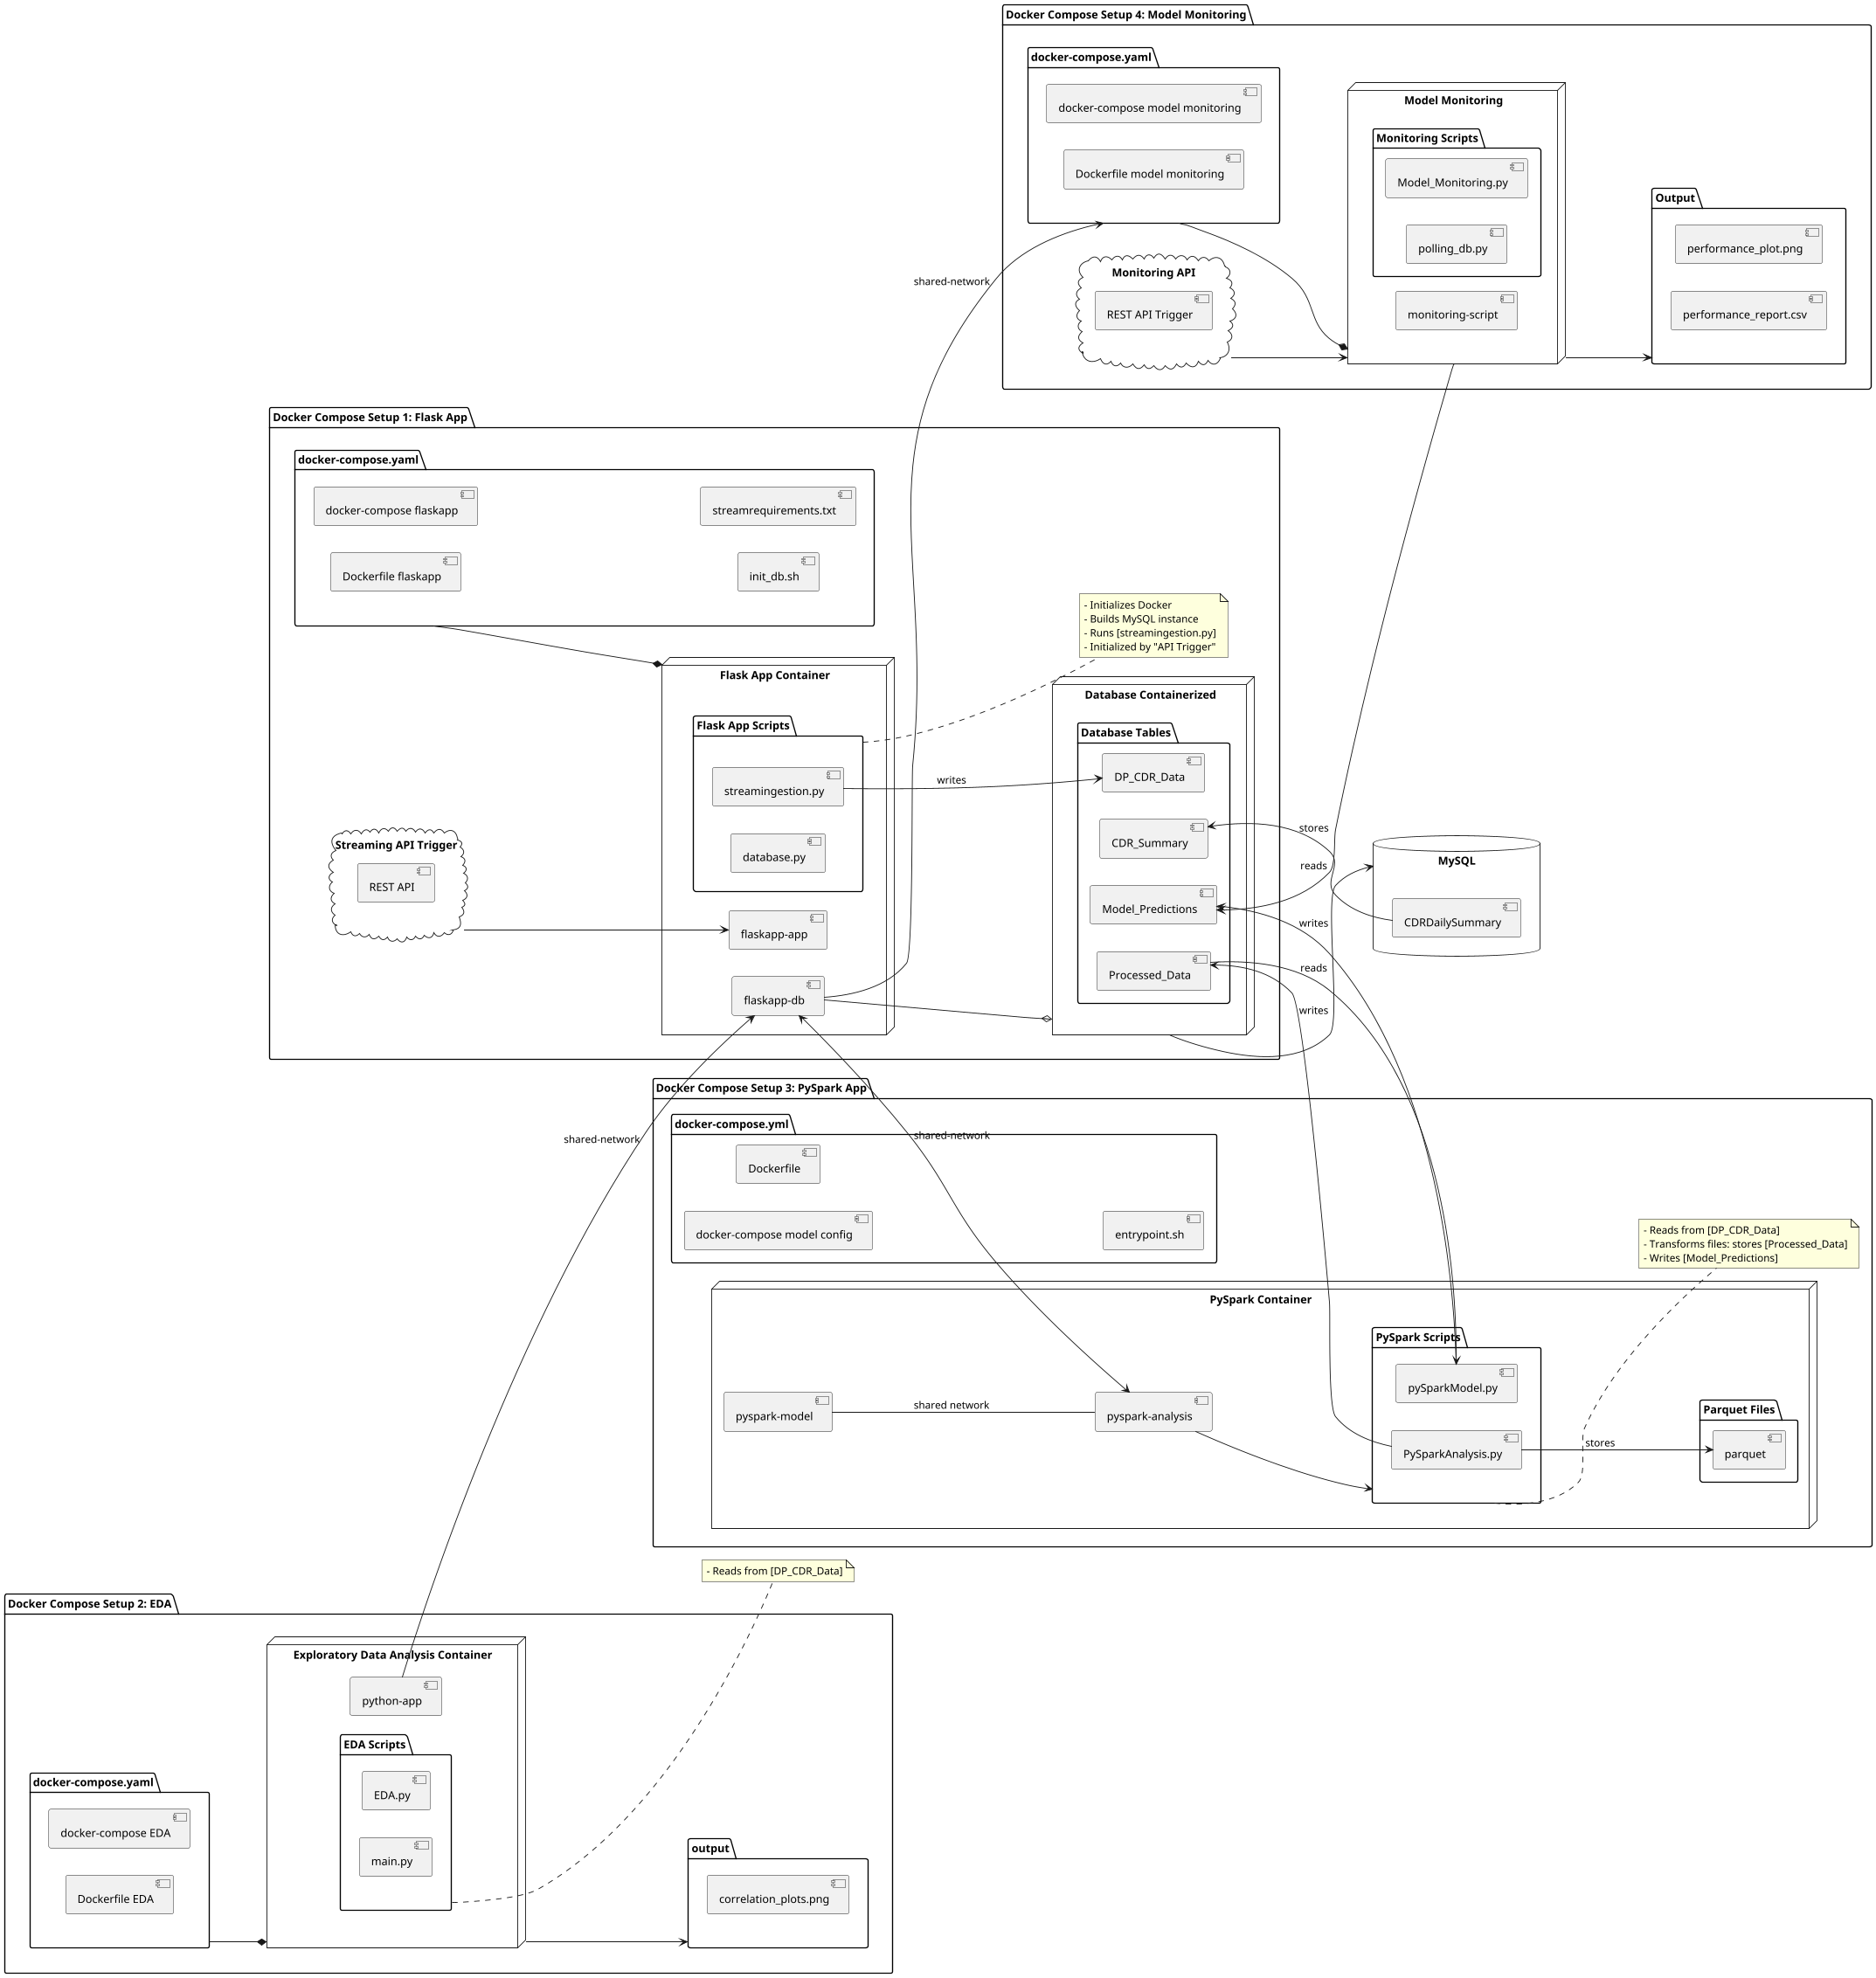 Docker Compose Setup 4: Model Monitoring
docker-compose.yaml
docker-compose model monitoring
Dockerfile model monitoring
Monitoring API
REST API Trigger
Model Monitoring
Monitoring Scripts
Model_Monitoring.py
polling_db.py
monitoring-script
Output
performance_plot.png
performance_report.csv
shared-network
Docker Compose Setup 1: Flask App
docker-compose.yaml
docker-compose flaskapp
streamrequirements.txt
Dockerfile flaskapp
init_db.sh
- Initializes Docker
- Builds MySQL instance
- Runs [streamingestion.py]
- Initialized by "API Trigger"
Streaming API Trigger
REST API
Flask App Container
Flask App Scripts
streamingestion.py
database.py
flaskapp-app
flaskapp-db
writes
Database Containerized
Database Tables
DP_CDR_Data
CDR_Summary
Model_Predictions
Processed_Data
stores
reads
writes
reads
writes
MySQL
CDRDailySummary
Docker Compose Setup 3: PySpark App
docker-compose.yml
shared-network
Dockerfile
docker-compose model config
entrypoint.sh
- Reads from [DP_CDR_Data]
- Transforms files: stores [Processed_Data]
- Writes [Model_Predictions]
PySpark Container
pyspark-model
shared network
pyspark-analysis
PySpark Scripts
pySparkModel.py
PySparkAnalysis.py
stores
Parquet Files
parquet
shared-network
- Reads from [DP_CDR_Data]
Docker Compose Setup 2: EDA
Exploratory Data Analysis Container
python-app
EDA Scripts
EDA.py
main.py
docker-compose.yaml
docker-compose EDA
Dockerfile EDA
output
correlation_plots.png